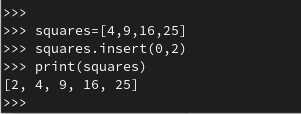 >>>
>>> squares=[4,9,16,25]
>>> squares.insert(0,2)
>>> print(squares)
[2, 4, 9, 16, 25]
>>>